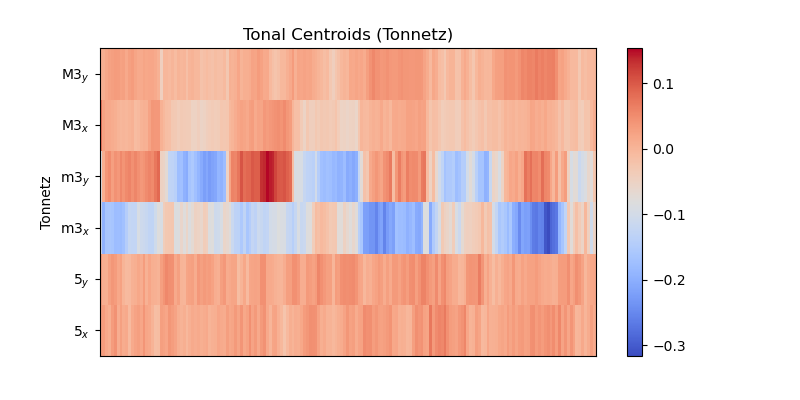 Tonal Centroids (Tonnetz)
M3y
M3x
m3y
m3x
5y
5x
Tonnetz
0.1
0.0
−0.1
−0.2
−0.3